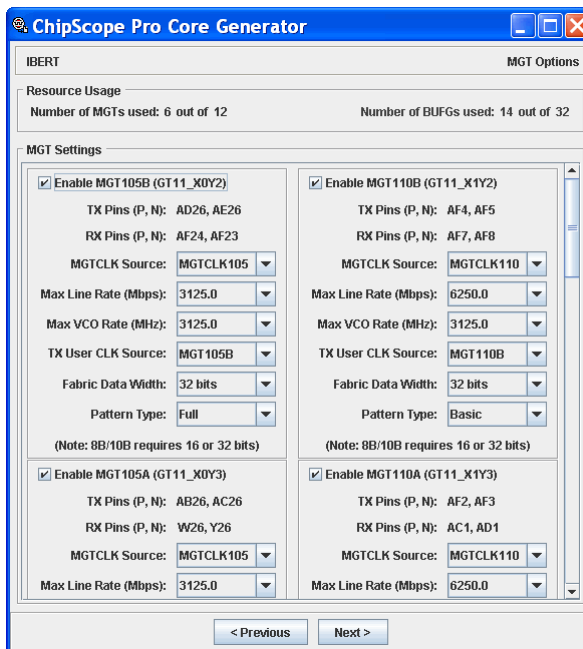 ChipScope Pro Core Generator
IBERT MGT Options
Resource Usage
Number of MGTs used: 6 out of 12 Number of BUFGs used: 14 out of 32
MGT Settings
Enable MGT105B (GT11_X0Y2)
TX Pins (P, N): AD26, AE26
RX Pins (P, N): AF24, AF23
MGTCLK Source: MGTCLK105
Max Line Rate (Mbps): 3125.0
Max VCO Rate (MHz): 3125.0
TX User CLK Source: MGT105B
Fabric Data Width: 32 bits
Pattern Type: Full
(Note: 8B/10B requires 16 or 32 bits)
Enable MGT110B (GT11_X1Y2)
TX Pins (P, N): AF4, AF5
RX Pins (P, N): AF7, AF8
MGTCLK Source: MGTCLK110
Max Line Rate (Mbps): 6250.0
Max VCO Rate (MHz): 3125.0
TX User CLK Source: MGT110B
Fabric Data Width: 32 bits
Pattern Type: Basic
(Note: 8B/10B requires 16 or 32 bits)
Enable MGT105A (GT11_X0Y3)
TX Pins (P, N): AB26, AC26
RX Pins (P, N): W26, Y26
MGTCLK Source: MGTCLK105
Max Line Rate (Mbps): 3125.0
Enable MGT110A (GT11_X1Y3)
TX Pins (P, N): AF2, AF3
RX Pins (P, N): AC1, AD1
MGTCLK Source: MGTCLK110
Max Line Rate (Mbps): 6250.0
< Previous Next >